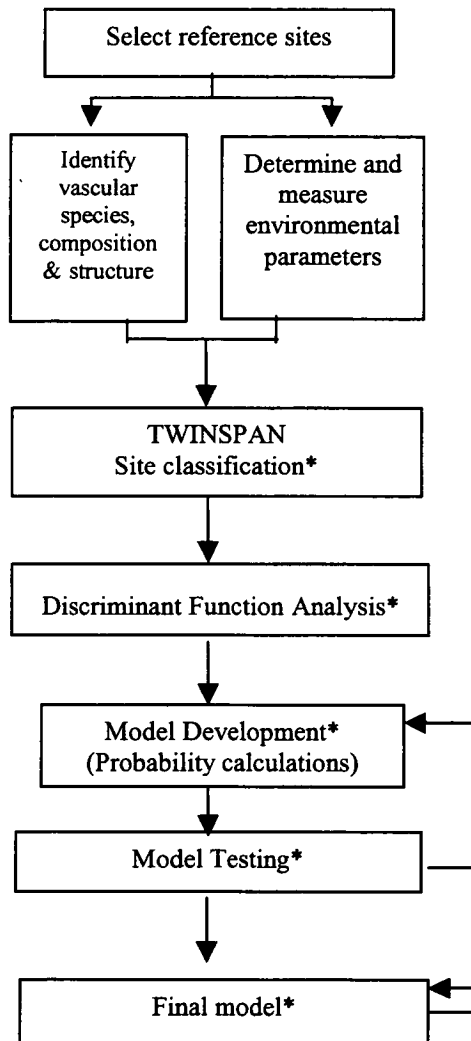 Select reference sites
Identify
vascular
species,
composition
& structure
Determine and
measure
environmental
parameters
TWINSPAN
Site classification*
Discriminant Function Analysis*
Model Development*
(Probability calculations)
Model Testing*
Final model*